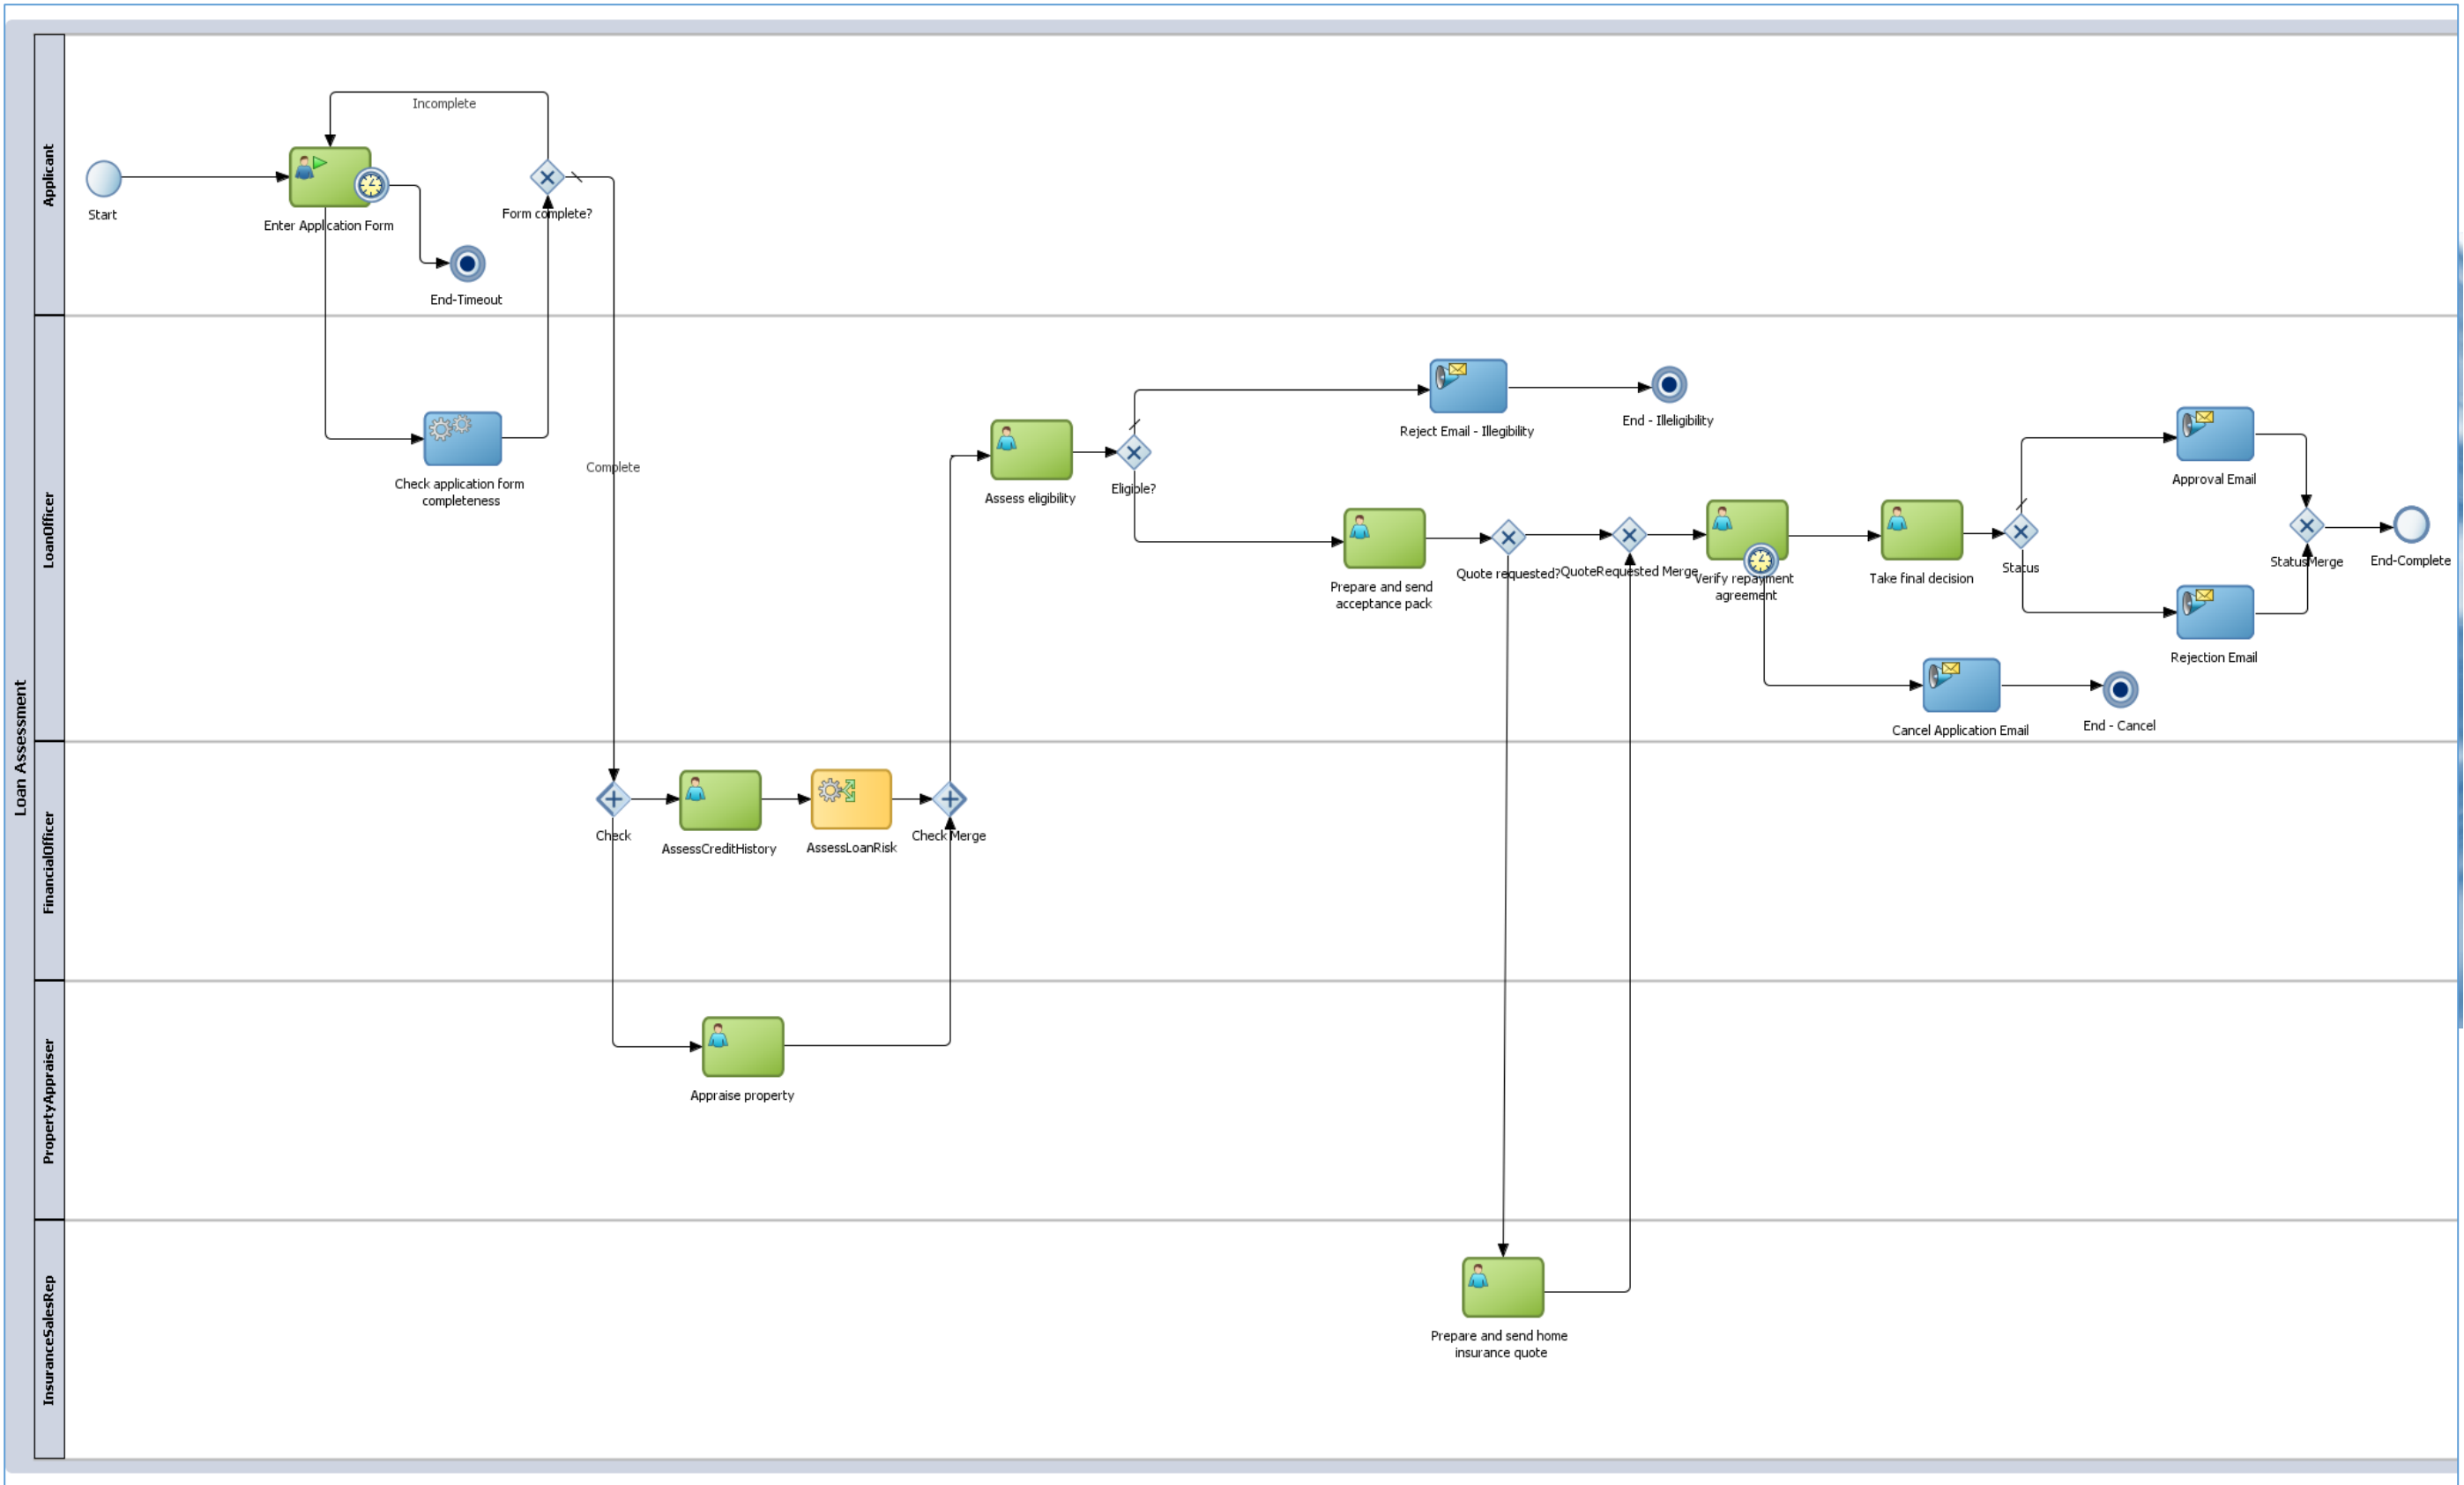 Loan Assessment
Applicant
Incomplete
Start
Enter Application Form
Form complete?
End-Timeout
LoanOfficer
Check application form
completeness
Complete
Assess eligibility
Eligible?
Reject Email - Illegibility
End - Illeligibility
Prepare and send
acceptance pack
Quote requested?
QuoteRequested Merge
Verify repayment
agreement
Take final decision
Status
Approval Email
StatusMerge
End-Complete
Rejection Email
Cancel Application Email
End - Cancel
FinancialOfficer
Check
AssessCreditHistory
AssessLoanRisk
Check Merge
PropertyAppraiser
Appraise property
InsuranceSalesRep
Prepare and send home
insurance quote